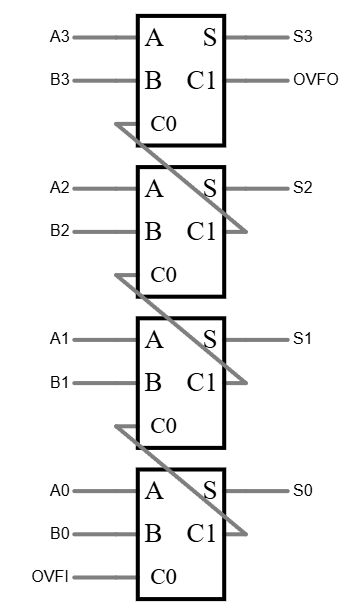 A3 A S S3
B3 B C1 OVFO
C0
A2 A S S2
B2 B C1
C0
A1 A S S1
B1 B C1
C0
A0 A S S0
B0 B C1
OVFI C0